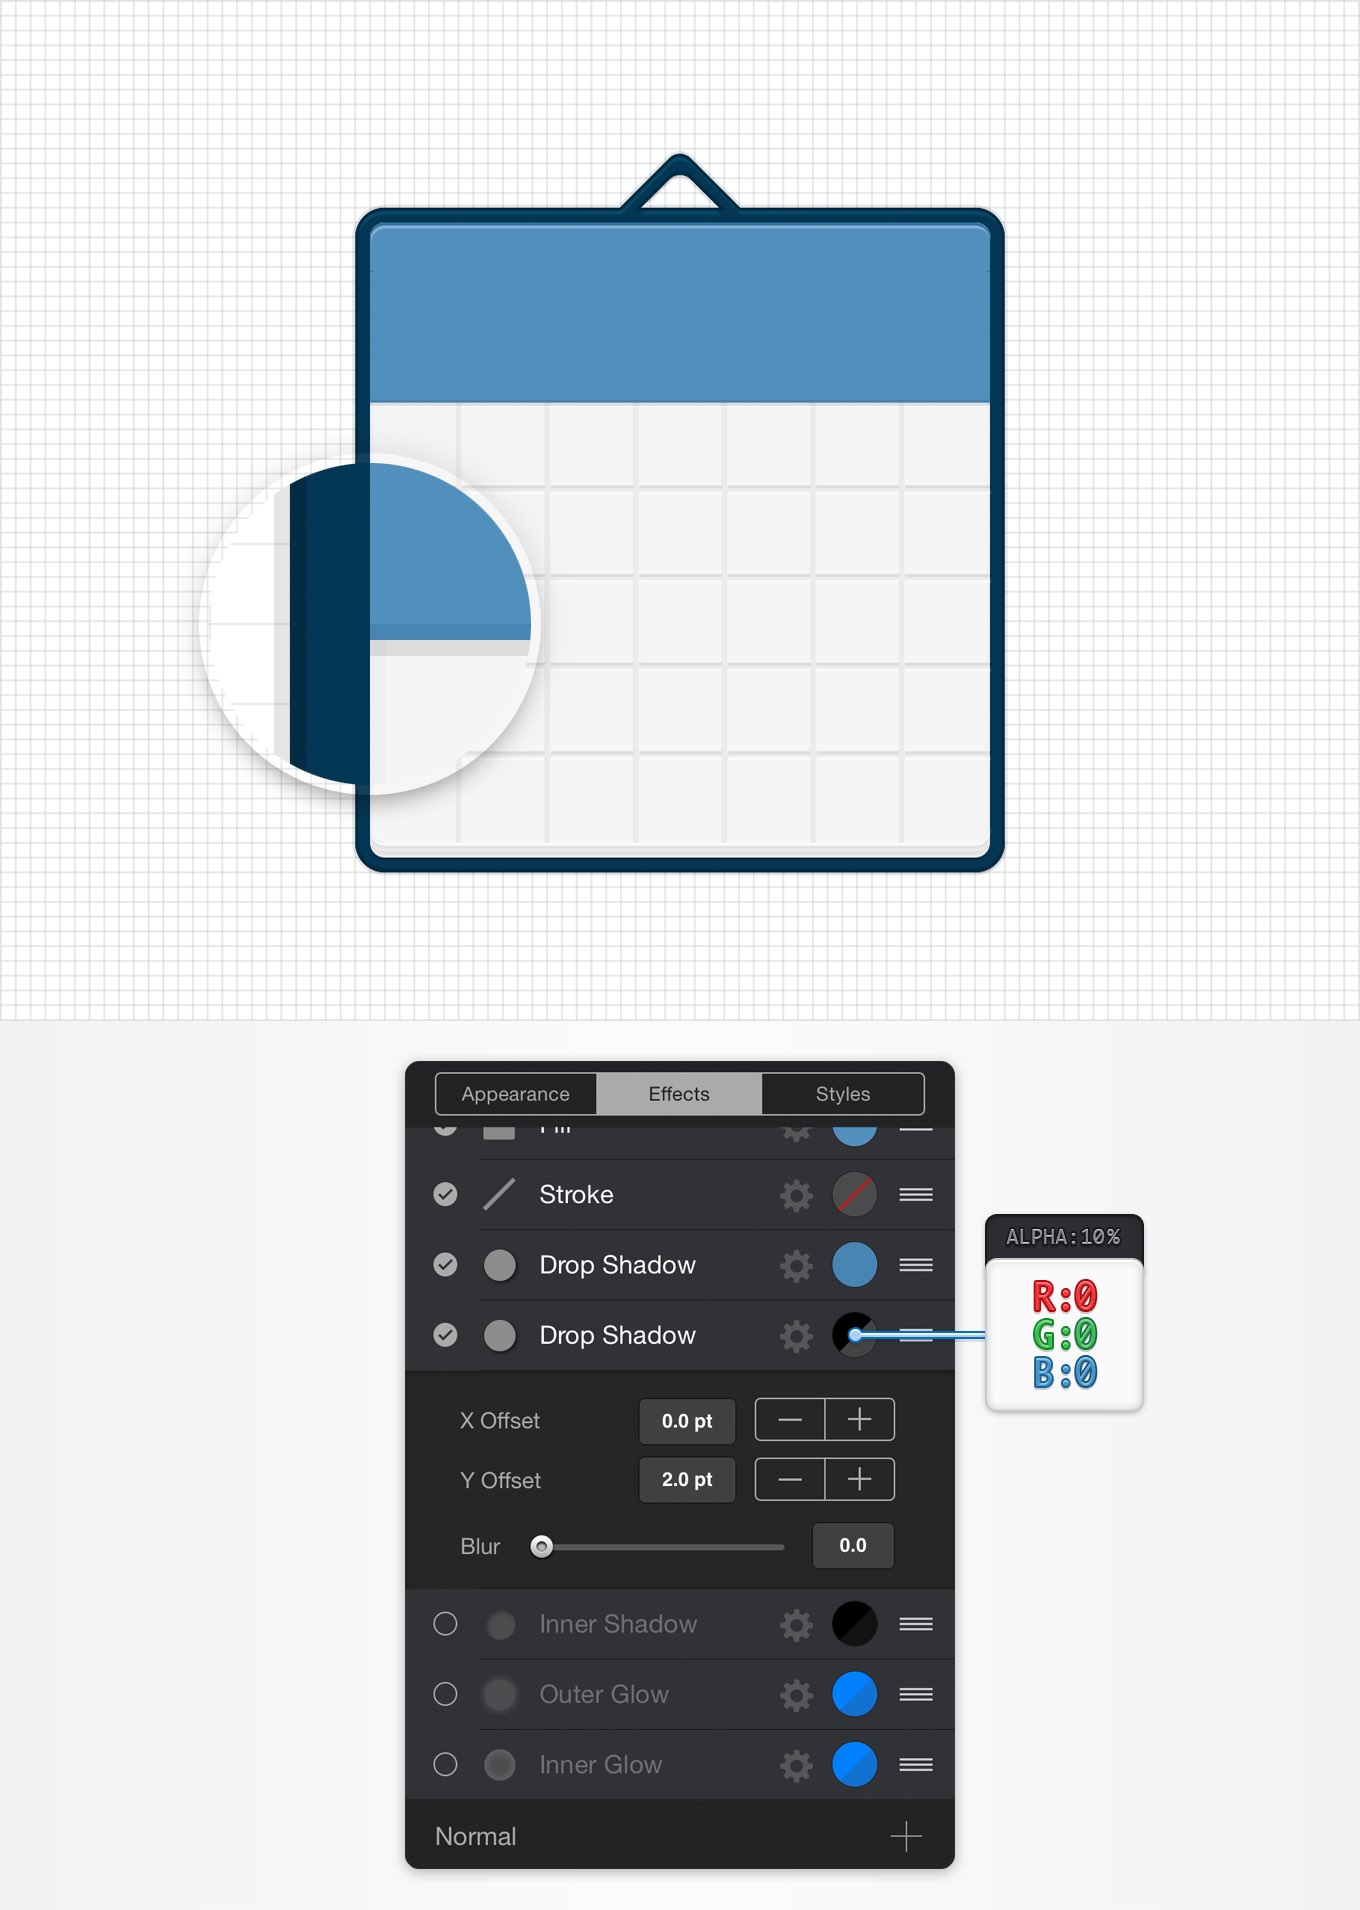 Appearance Effects Styles
Fill
Stroke
Drop Shadow
Drop Shadow
ALPHA:10%
R:0
G:0
B:0
X Offset 0.0 pt
Y Offset 2.0 pt
Blur 0.0
Inner Shadow
Outer Glow
Inner Glow
Normal